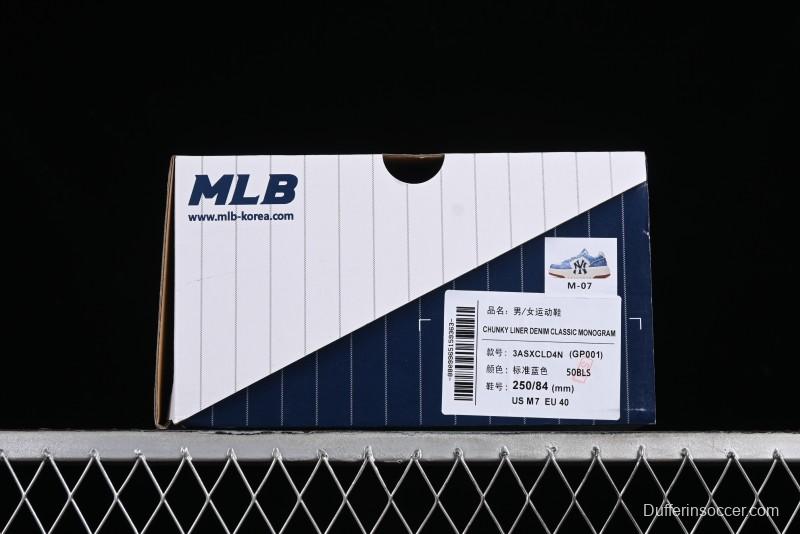 MLB
www.mlb-korea.com
NY
M-07
品名：男/女运动鞋
CHUNKY LINER DENIM CLASSIC MONOGRAM
款号：3ASXCLD4N (GP001)
颜色：标准蓝色 50BLS
鞋号：250/84 (mm)
US M7 EU 40
Dufferinsoccer.com